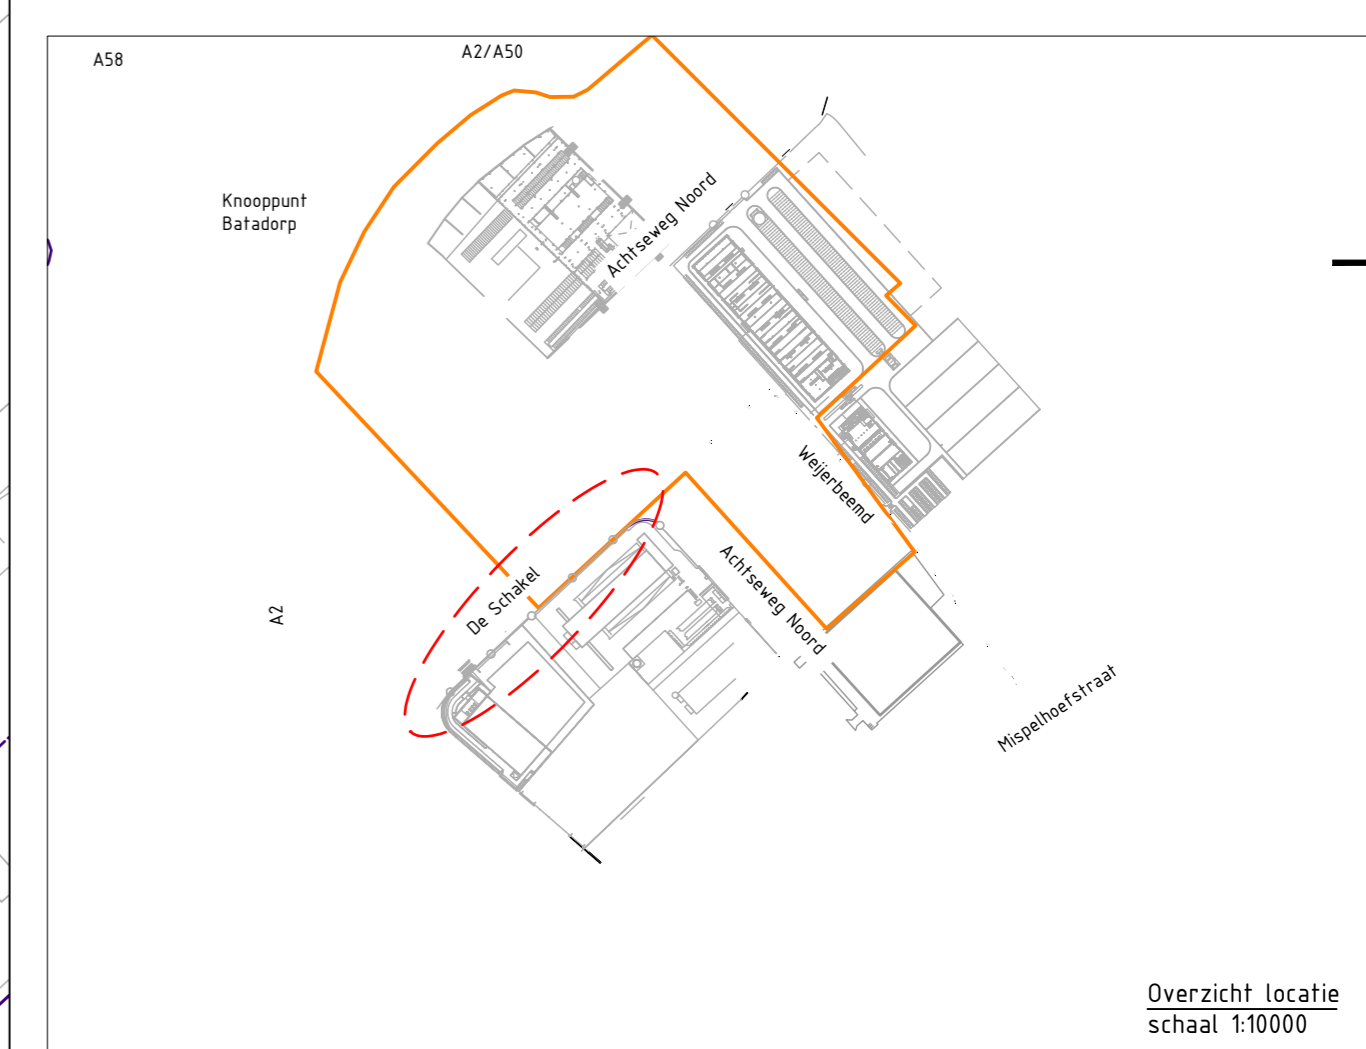 A58
A2/A50
Knooppunt
Batadorp
Achtseweg Noord
Weijerbeemd
De Schakel
Achtseweg Noord
A2
Mispelhoefstraat
Overzicht locatie
schaal 1:10000